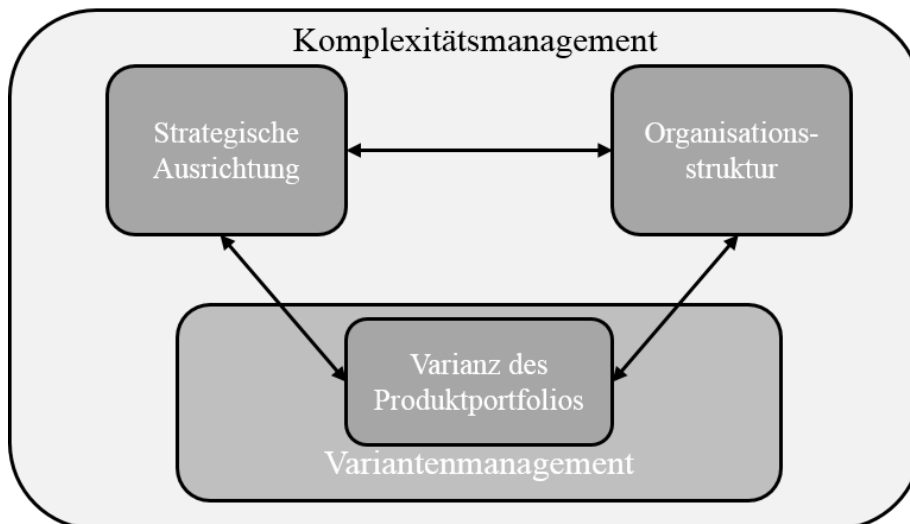 Komplexitätsmanagement
Strategische
Ausrichtung
Organisations-
struktur
Varianz des
Produktportfolios
Variantenmanagement